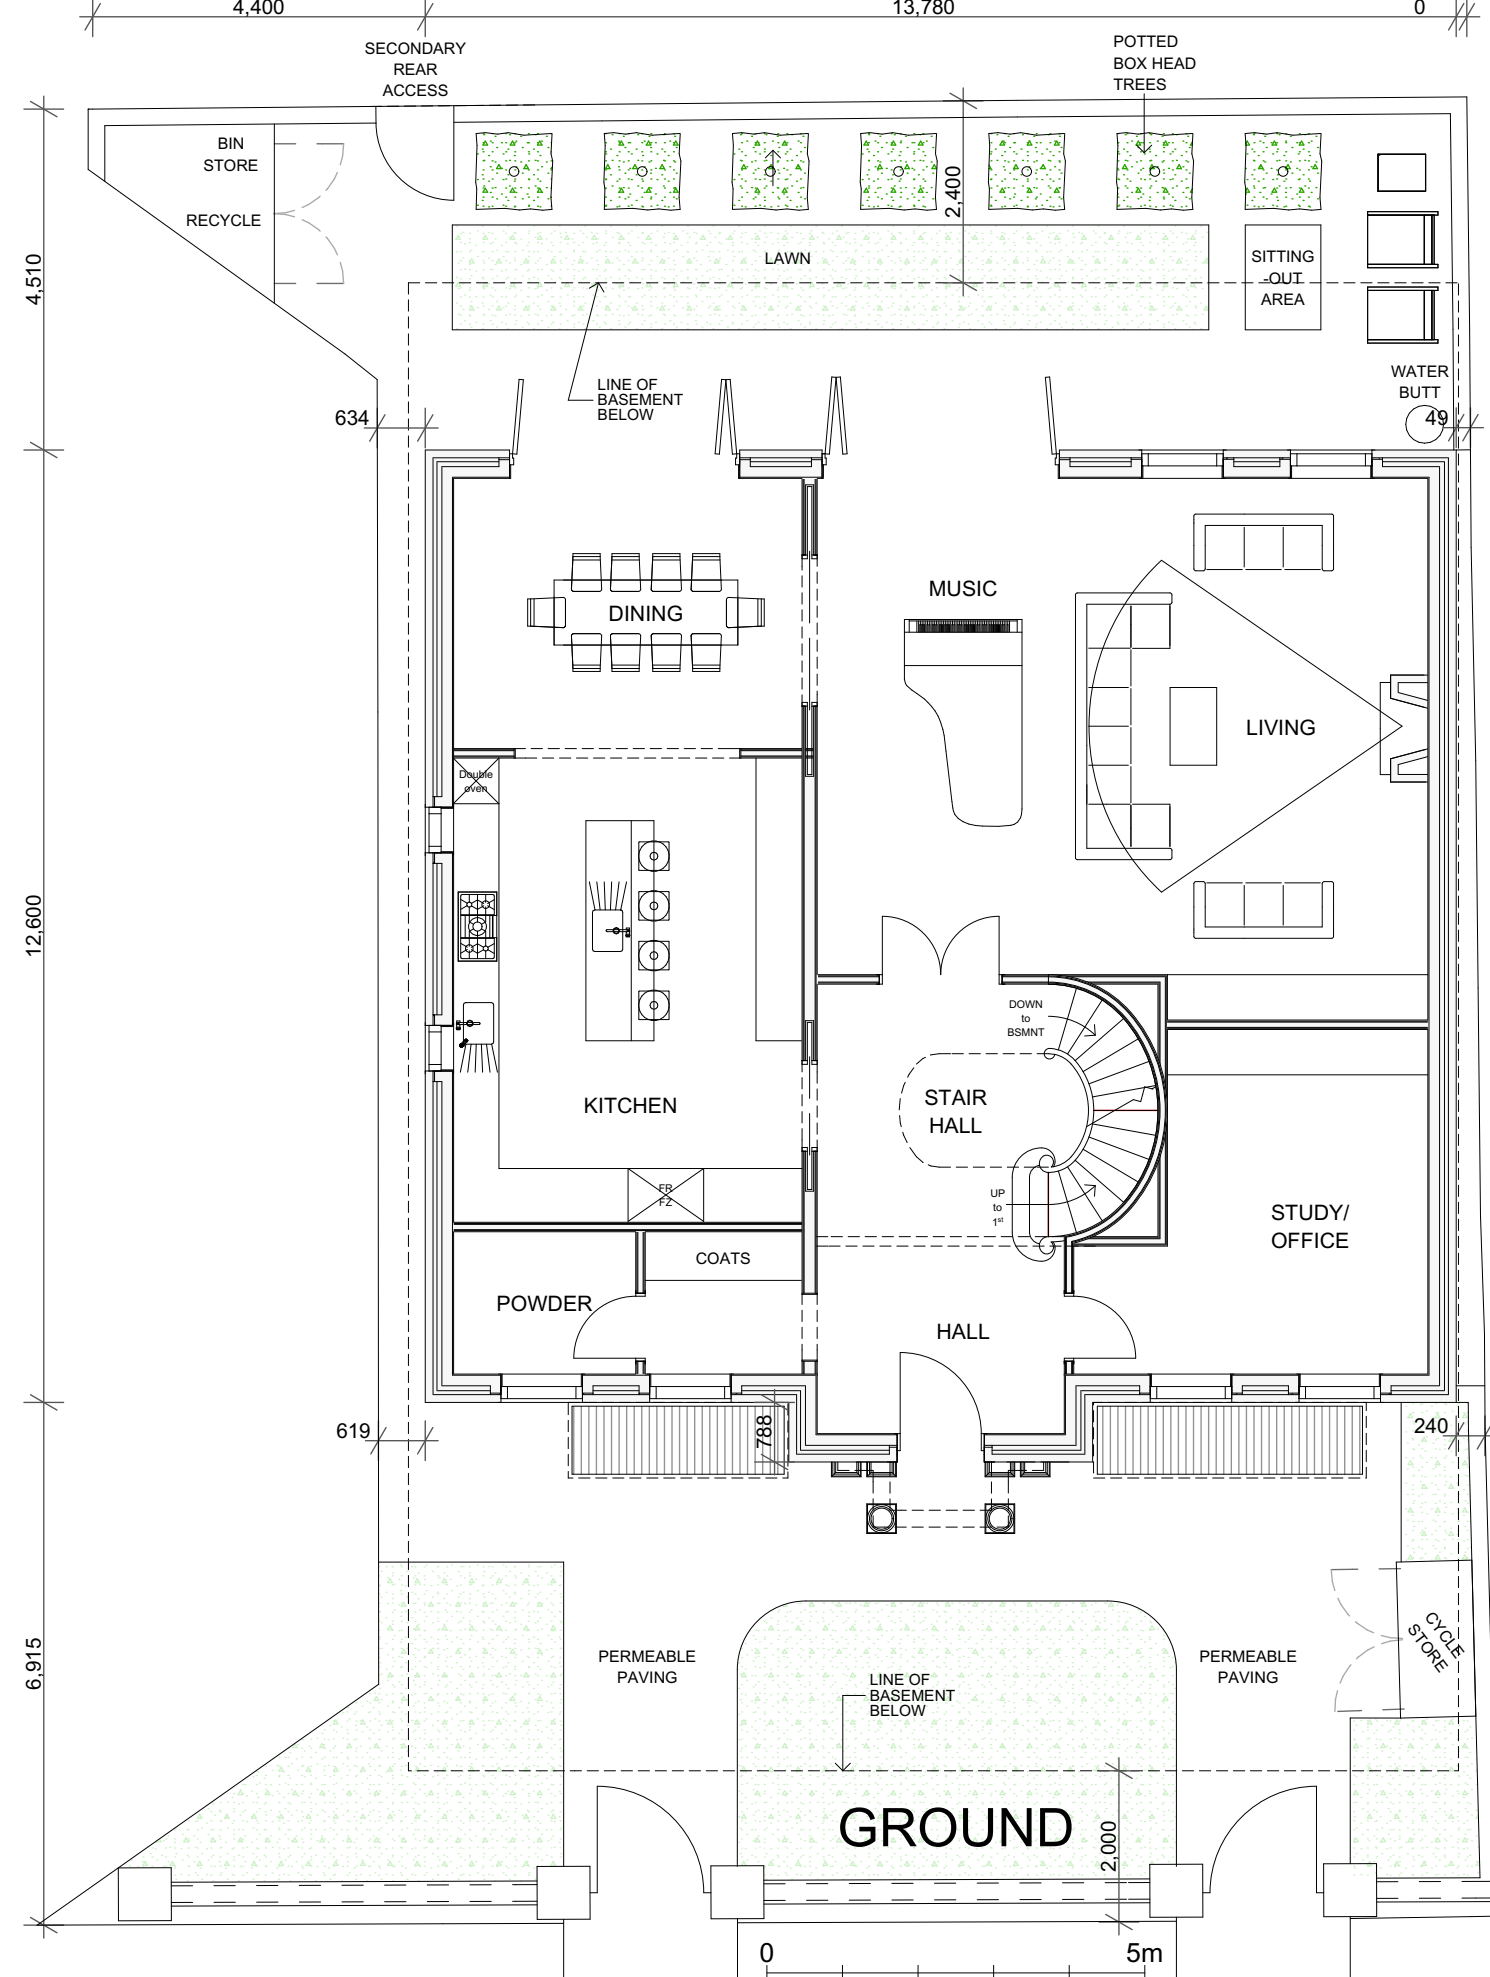 4,400
13,780
0
SECONDARY
REAR
ACCESS
POTTED
BOX HEAD
TREES
BIN
STORE
RECYCLE
2,400
LAWN
SITTING
-OUT
AREA
4,510
LINE OF
BASEMENT
BELOW
WATER
BUTT
634
49
MUSIC
DINING
LIVING
Double
oven
12,600
DOWN
to
BSMNT
KITCHEN
STAIR
HALL
FR
FZ
UP
to
1st
STUDY/
OFFICE
COATS
POWDER
HALL
619
788
240
CYCLE
STORE
6,915
PERMEABLE
PAVING
PERMEABLE
PAVING
LINE OF
BASEMENT
BELOW
GROUND
2,000
0
5m